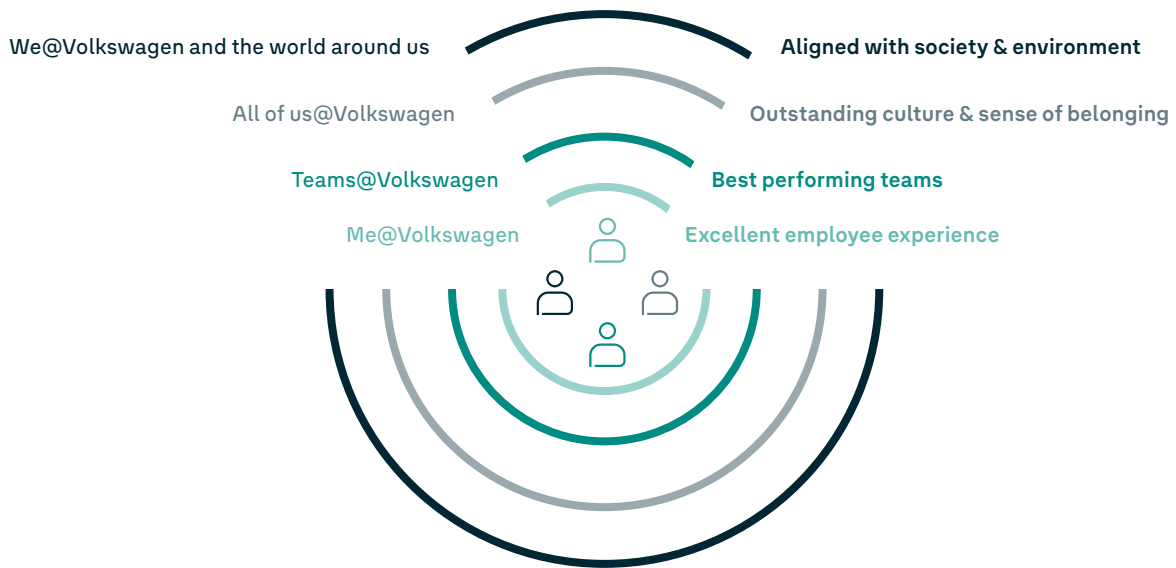 We@Volkswagen and the world around us
Aligned with society & environment
All of us@Volkswagen
Outstanding culture & sense of belonging
Teams@Volkswagen
Best performing teams
Me@Volkswagen
Excellent employee experience